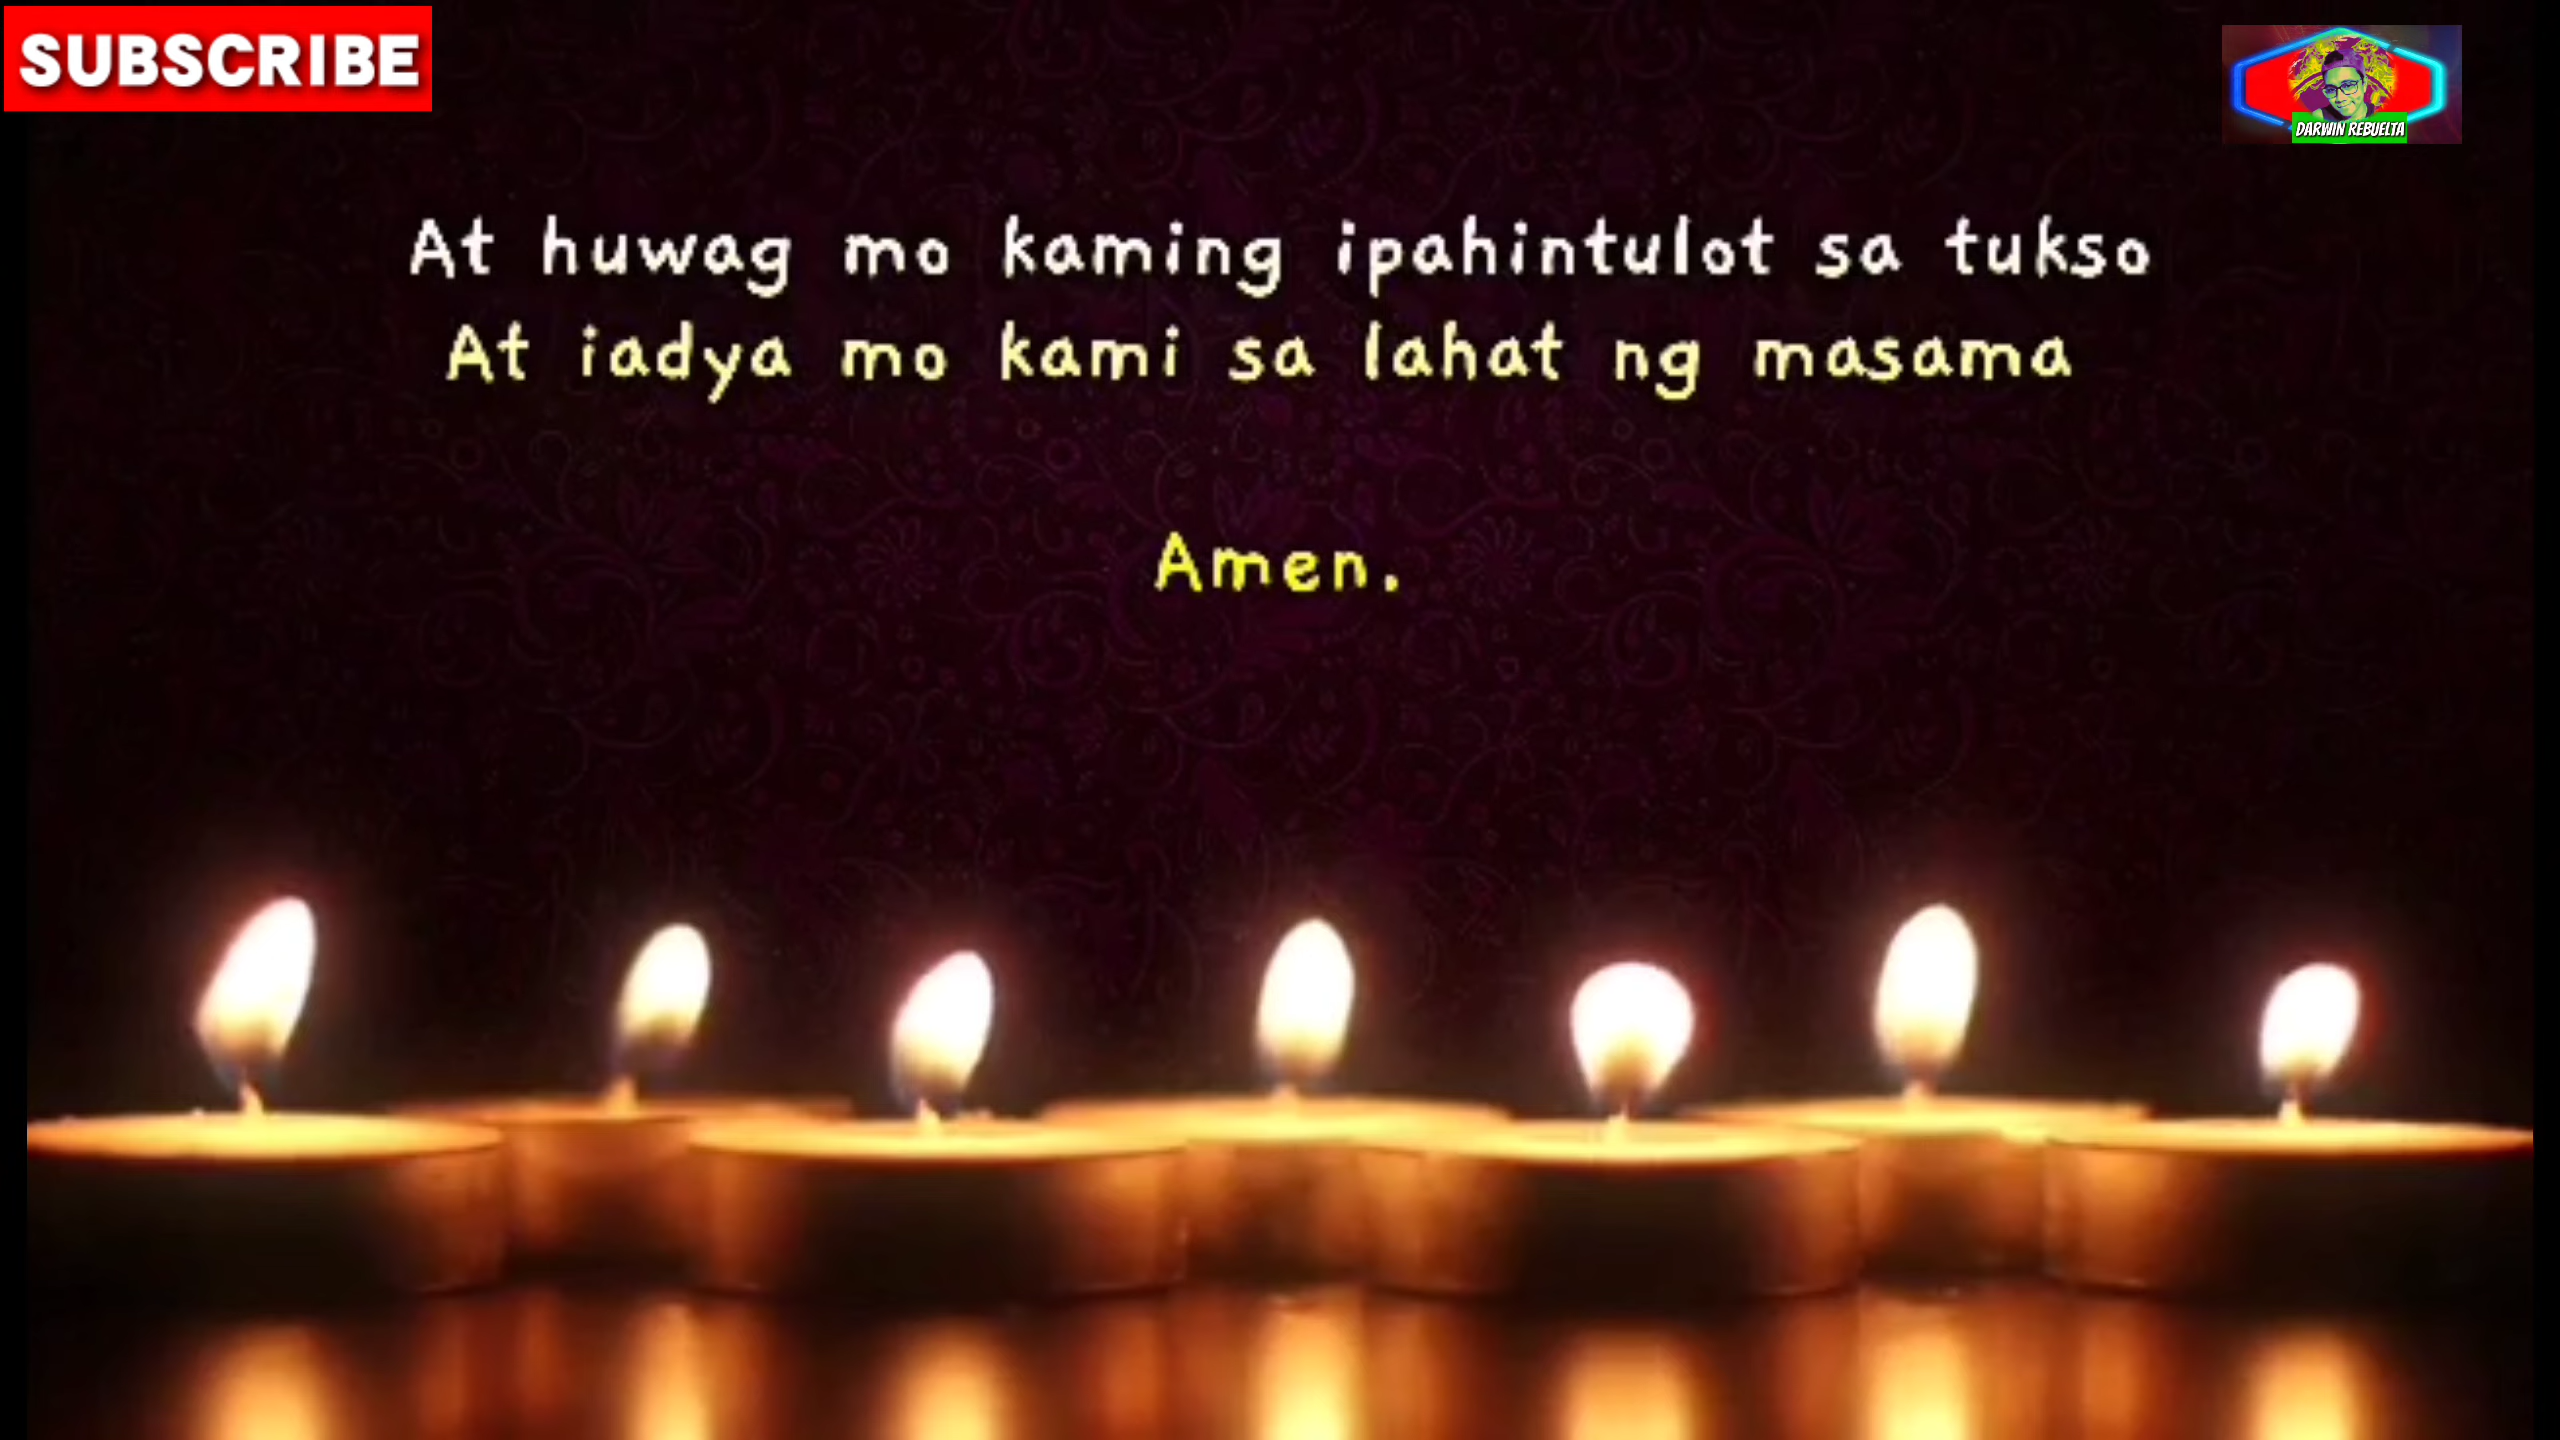 SUBSCRIBE
DARWIN REBUELTA
At huwag mo kaming ipahintulot sa tukso
At iadya mo kami sa lahat ng masama
Amen.